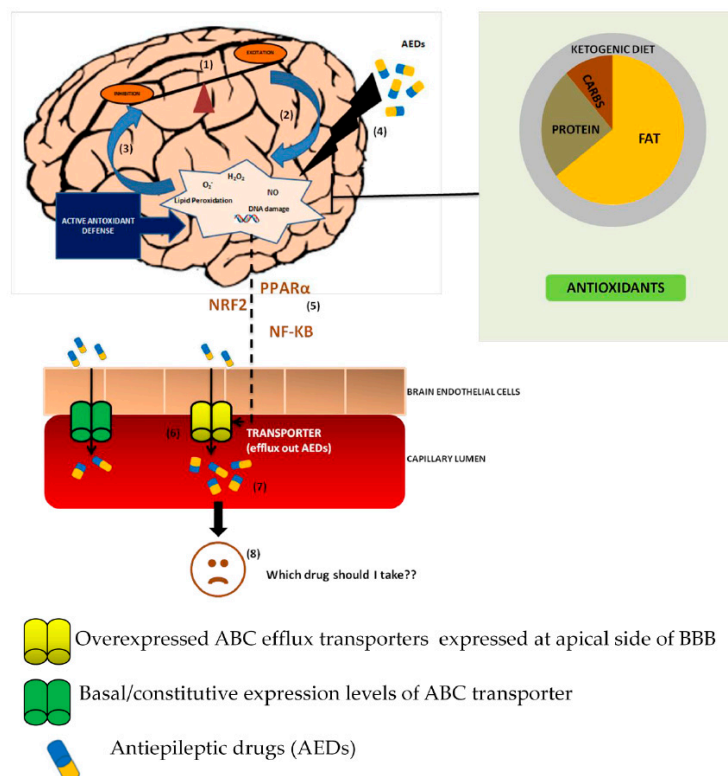 AEDs
EXCITATION
(1)
INHIBITION
(2)
(3)
(4)
H2O2
O2-
NO
Lipid Peroxidation
DNA damage
ACTIVE ANTOXIDANT
DEFENSE
KETOGENIC DIET
CARBS
PROTEIN
FAT
ANTIOXIDANTS
PPARα
NRF2
(5)
NF-KB
BRAIN ENDOTHELIAL CELLS
(6)
TRANSPORTER
(efflux out AEDs)
CAPILLARY LUMEN
(7)
(8)
Which drug should I take??
Overexpressed ABC efflux transporters expressed at apical side of BBB
Basal/constitutive expression levels of ABC transporter
Antiepileptic drugs (AEDs)